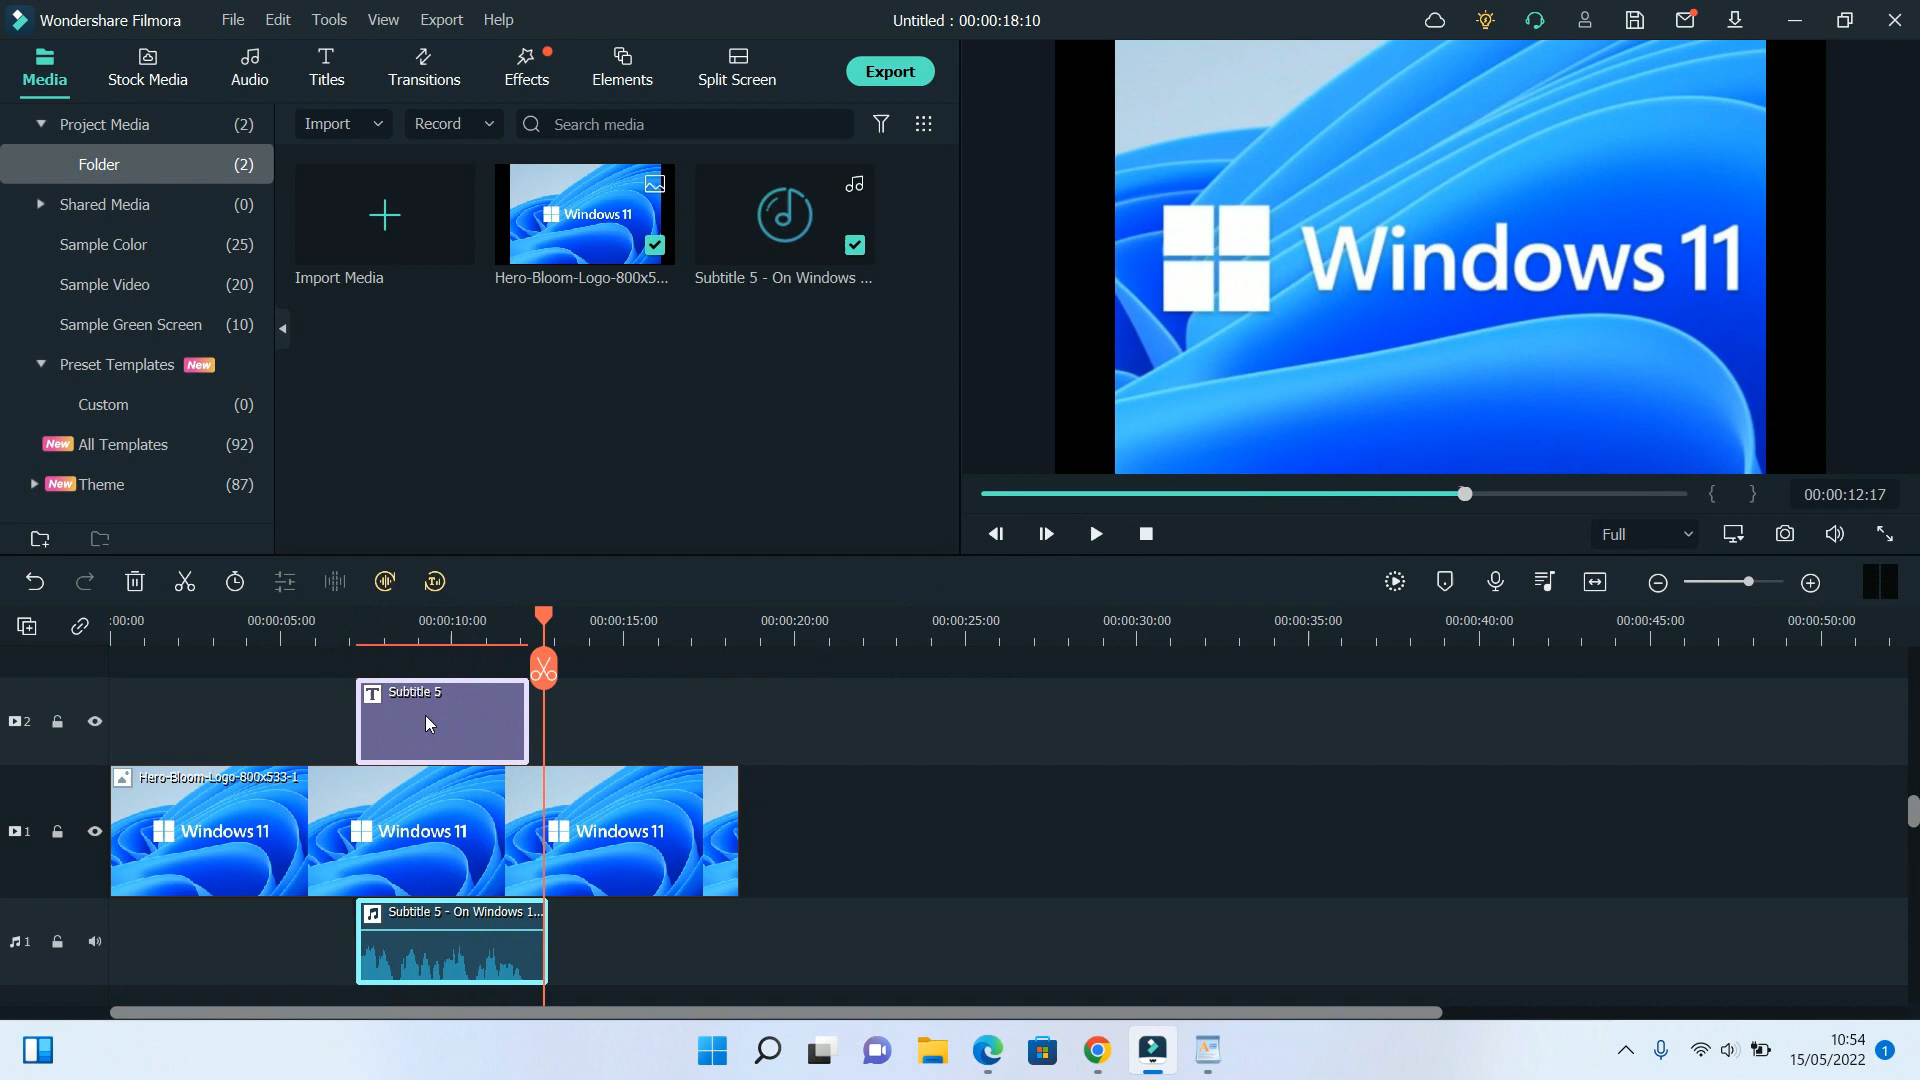 Wondershare Filmora File Edit Tools View Export Help Untitled : 00:00:18:10
Media Stock Media Audio Titles Transitions Effects Elements Split Screen Export
Project Media (2)
Folder (2)
Shared Media (0)
Sample Color (25)
Sample Video (20)
Sample Green Screen (10)
Preset Templates New
Custom (0)
New All Templates (92)
New Theme (87)
Import Record Search media
Windows 11
Import Media Hero-Bloom-Logo-800x5... Subtitle 5 - On Windows ...
Windows 11
{ } 00:00:12:17
Full
:00:00 00:00:05:00 00:00:10:00 00:00:15:00 00:00:20:00 00:00:25:00 00:00:30:00 00:00:35:00 00:00:40:00 00:00:45:00 00:00:50:00
2 T Subtitle 5
Hero-Bloom-Logo-800x533-1
1 Windows 11 Windows 11 Windows 11
Subtitle 5 - On Windows 1...
1
10:54
15/05/2022 1